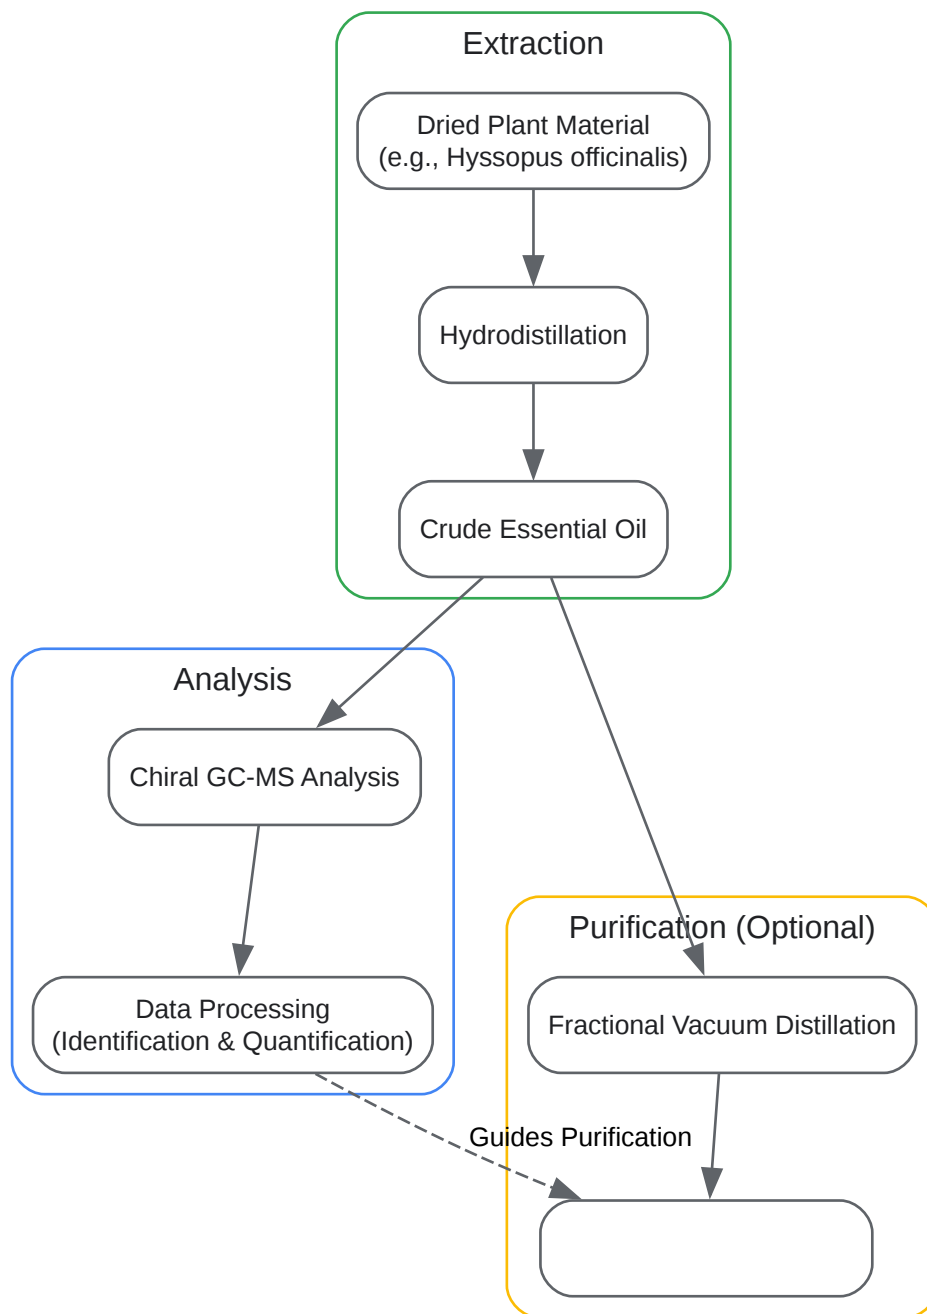 Extraction
Dried Plant Material
(e.g., Hyssopus officinalis)
Hydrodistillation
Crude Essential Oil
Analysis
Chiral GC-MS Analysis
Data Processing
(Identification & Quantification)
Purification (Optional)
Fractional Vacuum Distillation
Guides Purification